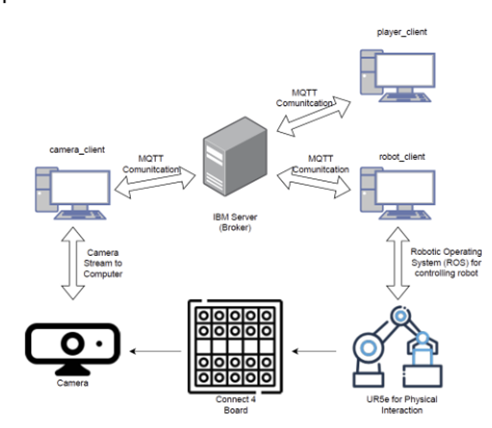 player_client
MQTT
Comunitcation
camera_client
MQTT
Comunitcation
MQTT
Comunitcation
robot_client
IBM Server
(Broker)
Camera
Stream to
Computer
Robotic Operating
System (ROS) for
controlling robot
Camera
Connect 4
Board
UR5e for Physical
Interaction